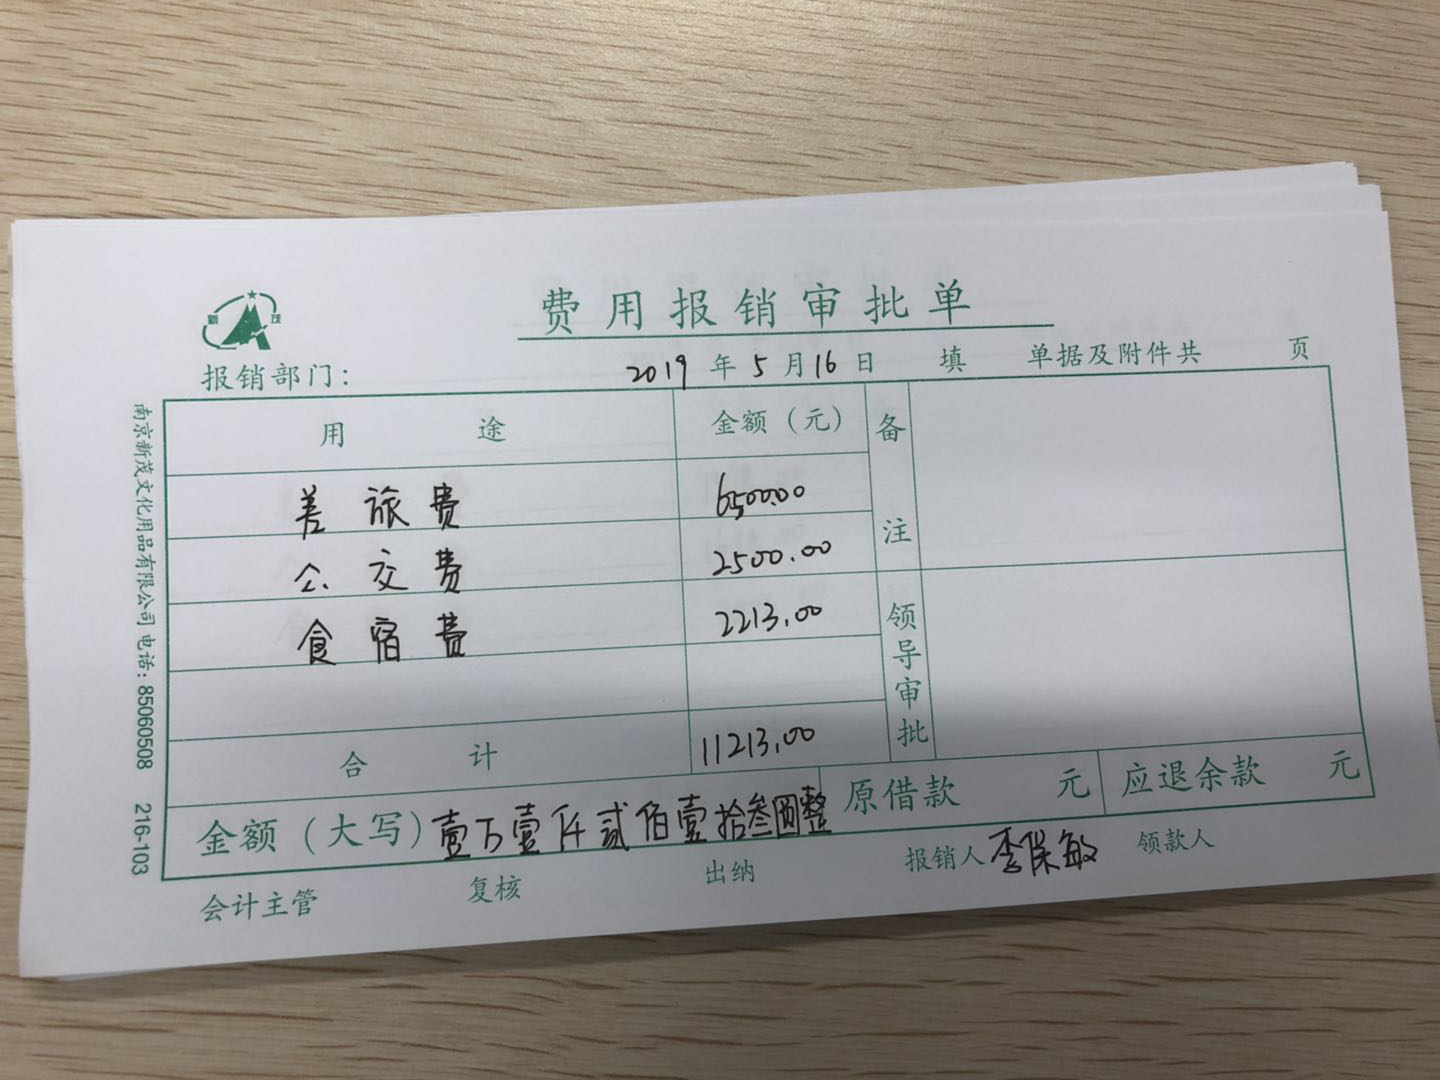 新 茂
费用报销审批单
报销部门: 2019 年 5 月 16 日 填 单据及附件共 页
用 途 金额(元) 备注
差旅费 6500.00
公交费 2500.00
食宿费 2213.00 领导审批
合计 11213.00
金额(大写) 壹万壹仟贰佰壹拾叁圆整 原借款 元 应退余款 元
会计主管 复核 出纳 报销人 李保敏 领款人
南京新茂文化用品有限公司 电话:85060508 216-103